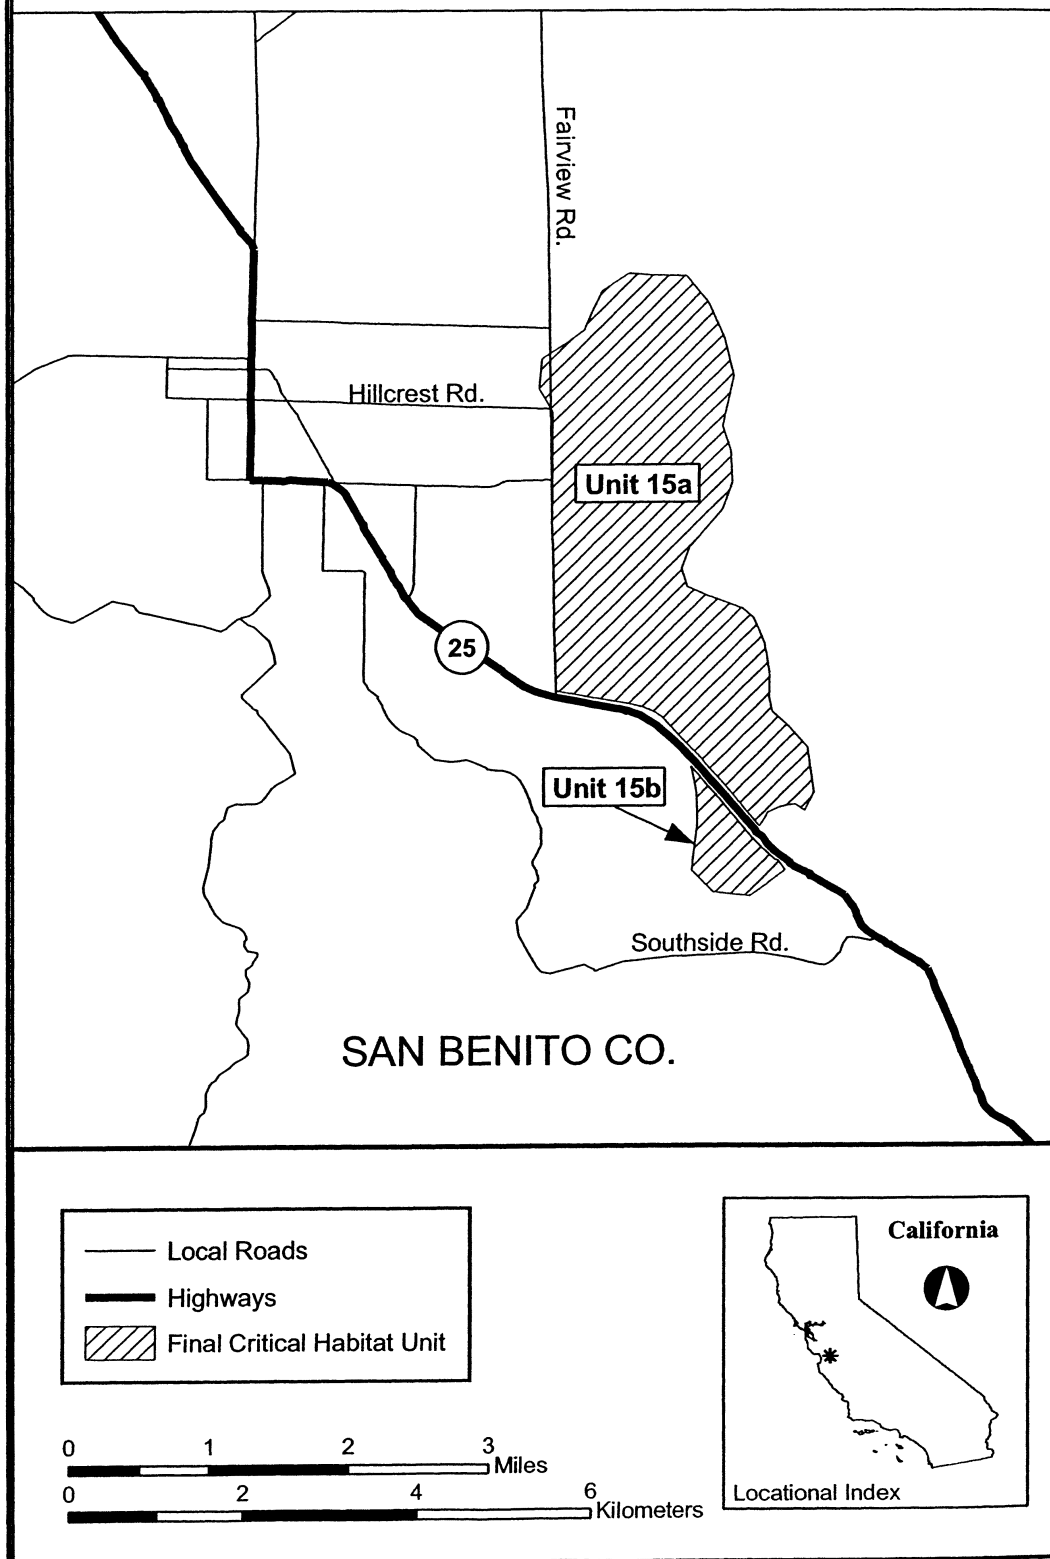 Fairview Rd.
Hillcrest Rd.
Unit 15a
25
Unit 15b
Southside Rd.
SAN BENITO CO.
Local Roads
Highways
Final Critical Habitat Unit
0 1 2 3
Miles
0 2 4 6
Kilometers
California
Locational Index